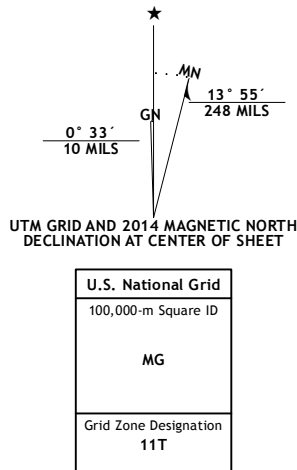 MN
GN
13° 55´
248 MILS
0° 33´
10 MILS
UTM GRID AND 2014 MAGNETIC NORTH
DECLINATION AT CENTER OF SHEET
U.S. National Grid
100,000-m Square ID
MG
Grid Zone Designation
11T